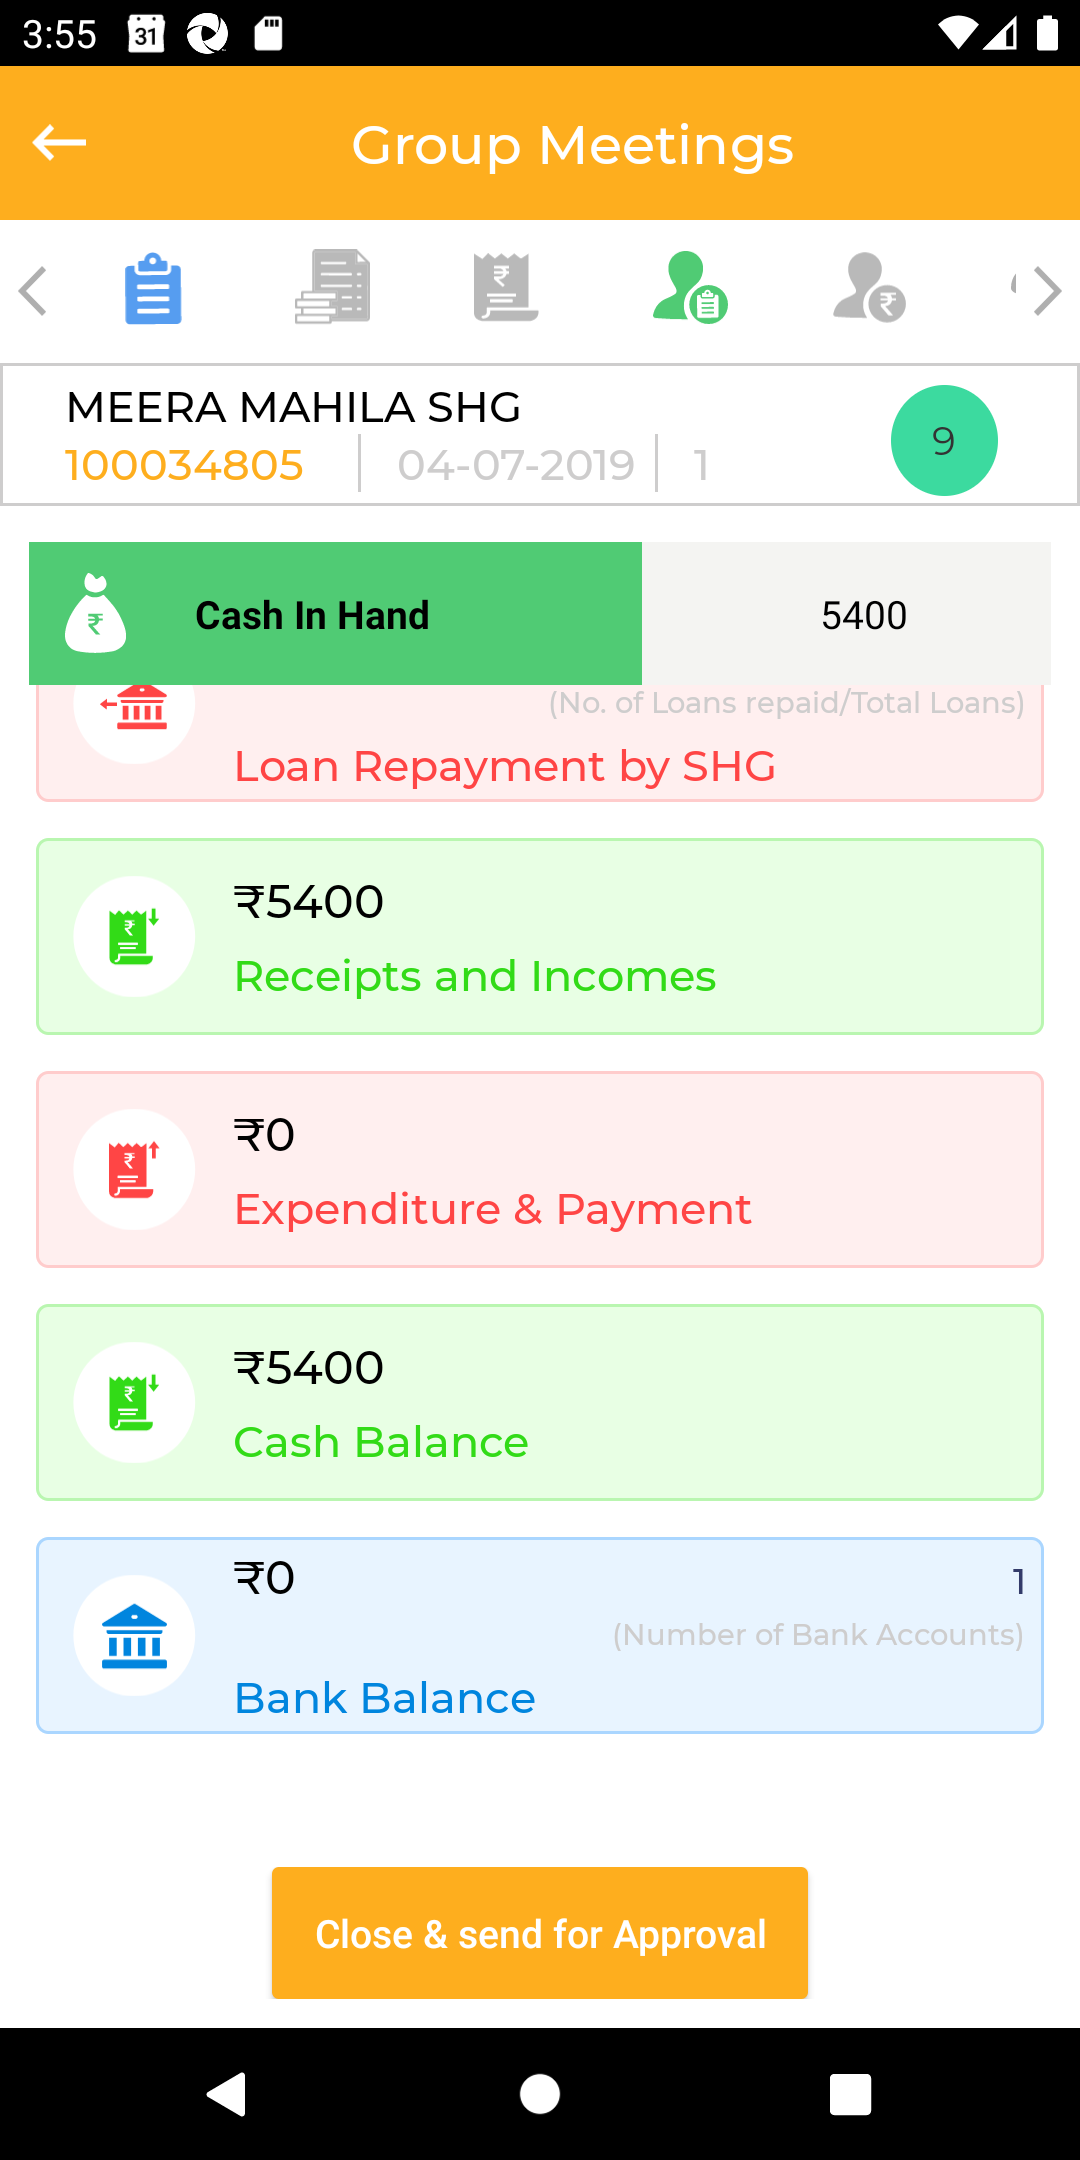 3:55
31
Group Meetings
MEERA MAHILA SHG
100034805
04-07-2019
1
9
Cash In Hand
5400
(No. of Loans repaid/Total Loans)
Loan Repayment by SHG
₹5400
Receipts and Incomes
₹0
Expenditure & Payment
₹5400
Cash Balance
₹0
1
(Number of Bank Accounts)
Bank Balance
Close & send for Approval